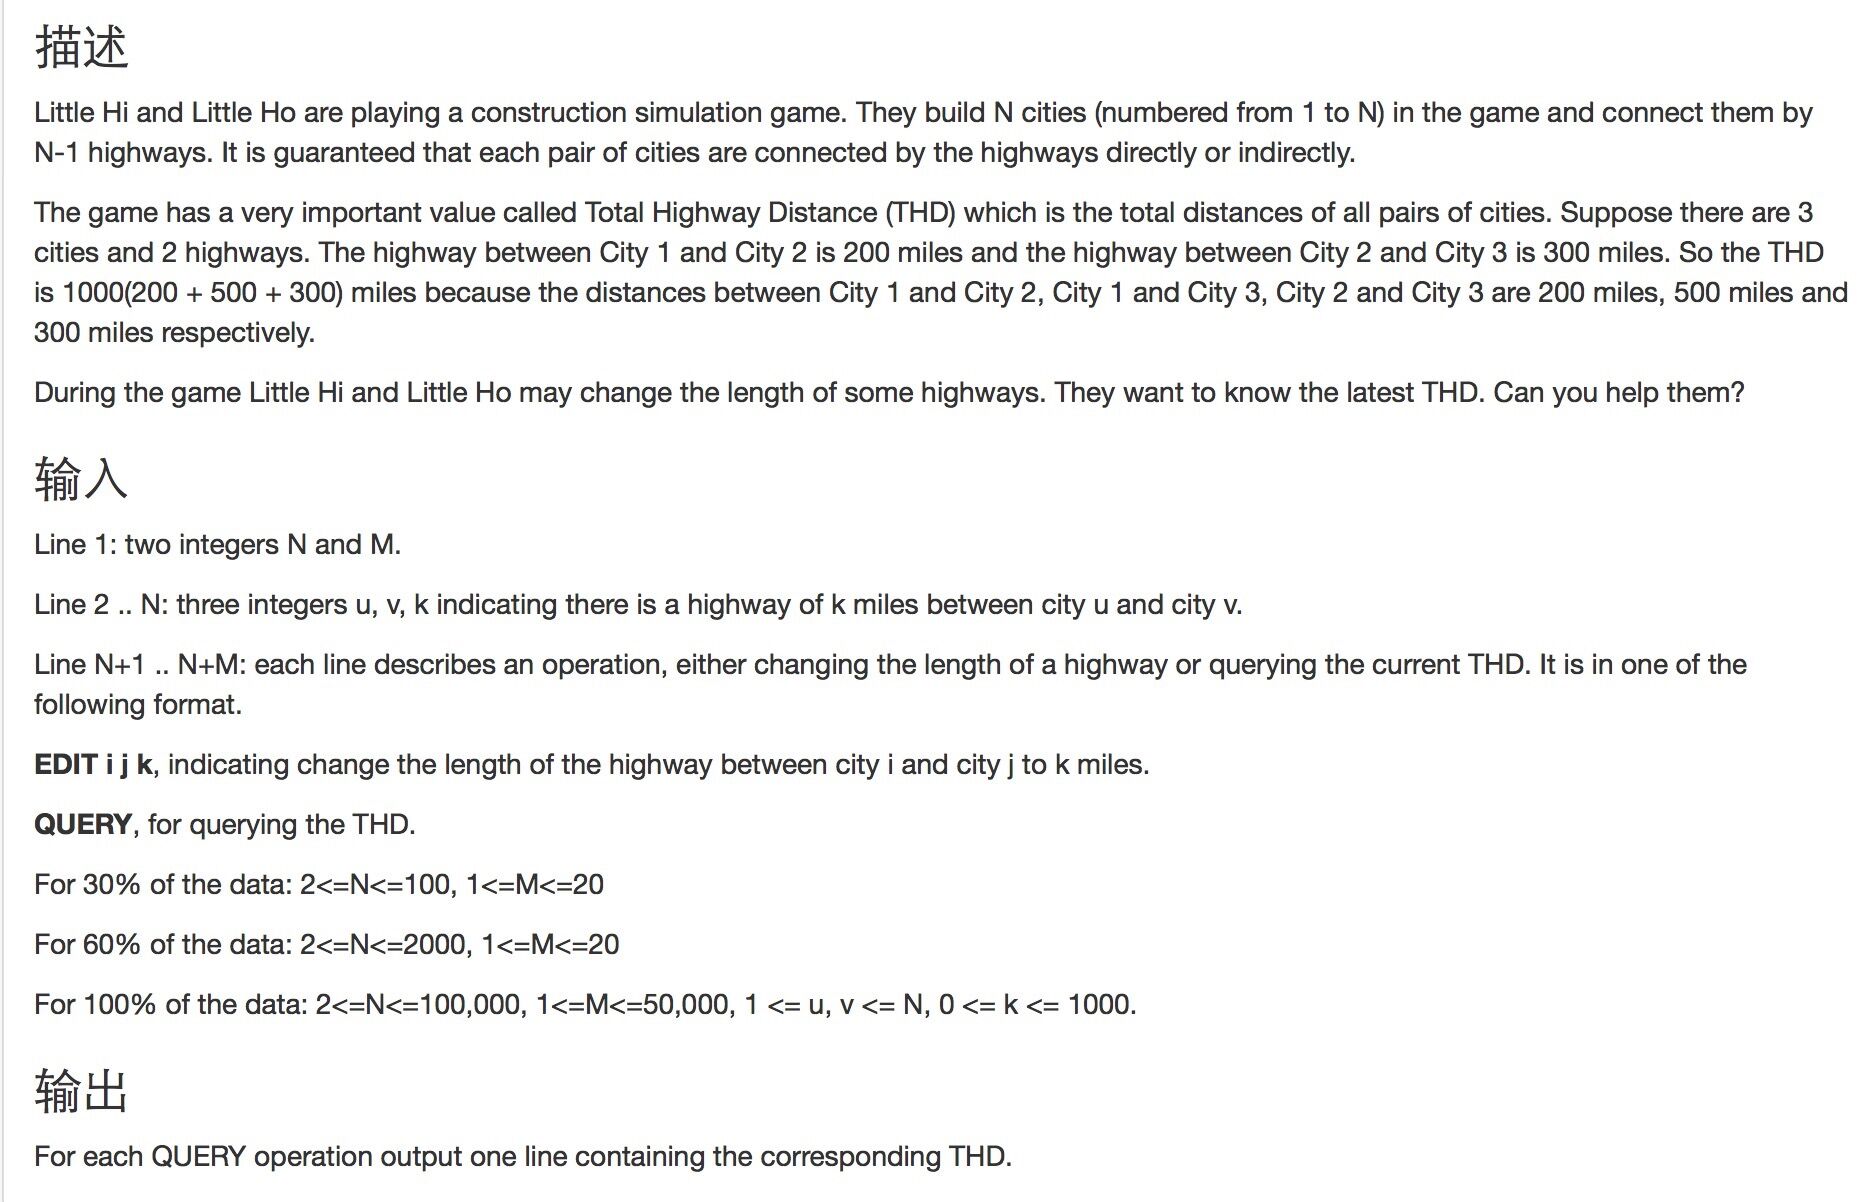 描述
Little Hi and Little Ho are playing a construction simulation game. They build N cities (numbered from 1 to N) in the game and connect them by
N-1 highways. It is guaranteed that each pair of cities are connected by the highways directly or indirectly.
The game has a very important value called Total Highway Distance (THD) which is the total distances of all pairs of cities. Suppose there are 3
cities and 2 highways. The highway between City 1 and City 2 is 200 miles and the highway between City 2 and City 3 is 300 miles. So the THD
is 1000(200 + 500 + 300) miles because the distances between City 1 and City 2, City 1 and City 3, City 2 and City 3 are 200 miles, 500 miles and
300 miles respectively.
During the game Little Hi and Little Ho may change the length of some highways. They want to know the latest THD. Can you help them?
输入
Line 1: two integers N and M.
Line 2 .. N: three integers u, v, k indicating there is a highway of k miles between city u and city v.
Line N+1 .. N+M: each line describes an operation, either changing the length of a highway or querying the current THD. It is in one of the
following format.
EDIT i j k, indicating change the length of the highway between city i and city j to k miles.
QUERY, for querying the THD.
For 30% of the data: 2<=N<=100, 1<=M<=20
For 60% of the data: 2<=N<=2000, 1<=M<=20
For 100% of the data: 2<=N<=100,000, 1<=M<=50,000, 1 <= u, v <= N, 0 <= k <= 1000.
输出
For each QUERY operation output one line containing the corresponding THD.